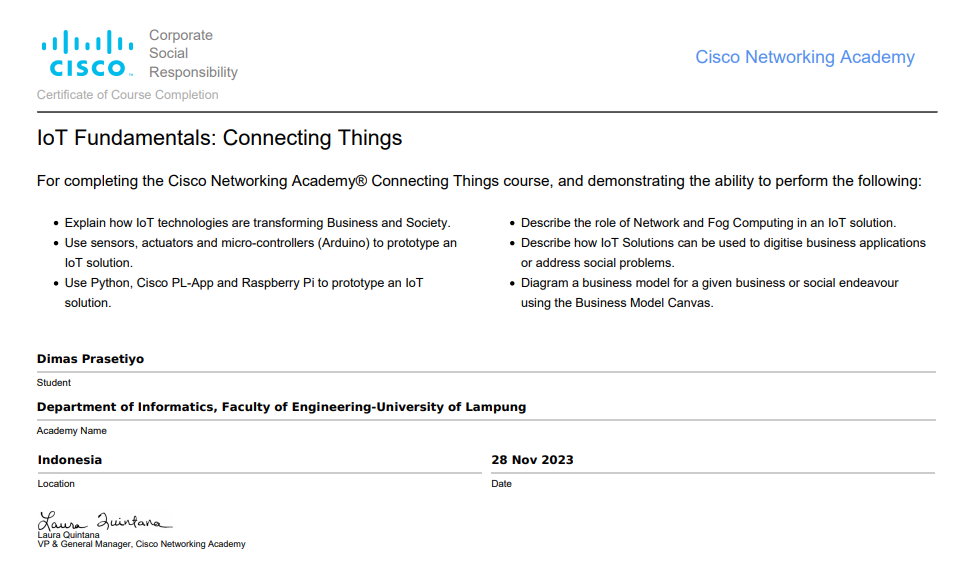 CISCO
Corporate
Social
Responsibility
Cisco Networking Academy
Certificate of Course Completion
IoT Fundamentals: Connecting Things
For completing the Cisco Networking Academy® Connecting Things course, and demonstrating the ability to perform the following:
• Explain how IoT technologies are transforming Business and Society.
• Use sensors, actuators and micro-controllers (Arduino) to prototype an
IoT solution.
• Use Python, Cisco PL-App and Raspberry Pi to prototype an IoT
solution.
• Describe the role of Network and Fog Computing in an IoT solution.
• Describe how IoT Solutions can be used to digitise business applications
or address social problems.
• Diagram a business model for a given business or social endeavour
using the Business Model Canvas.
Dimas Prasetiyo
Student
Department of Informatics, Faculty of Engineering-University of Lampung
Academy Name
Indonesia
Location
28 Nov 2023
Date
Laura Quintana
Laura Quintana
VP & General Manager, Cisco Networking Academy